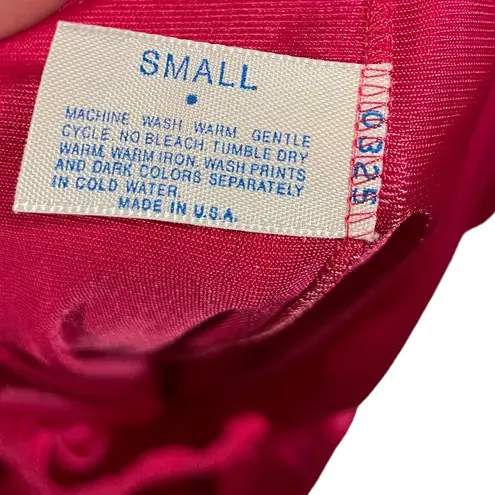 SMALL
MACHINE WASH WARM, GENTLE
CYCLE. NO BLEACH. TUMBLE DRY
WARM. WARM IRON. WASH PRINTS
AND DARK COLORS SEPARATELY
IN COLD WATER.
MADE IN U.S.A.
0325